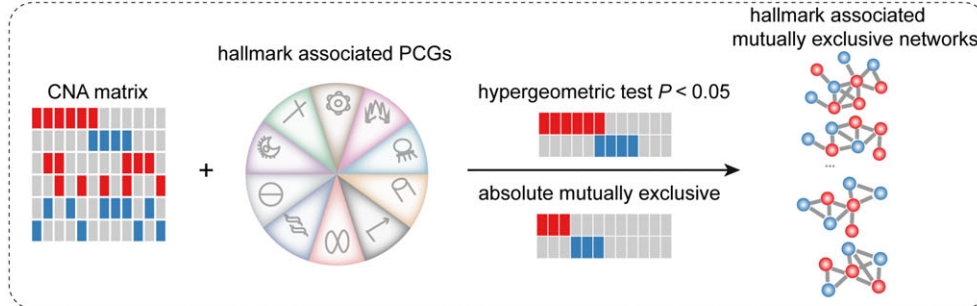 hallmark associated
mutually exclusive networks
hallmark associated PCGs
CNA matrix
hypergeometric test P < 0.05
+
absolute mutually exclusive
...